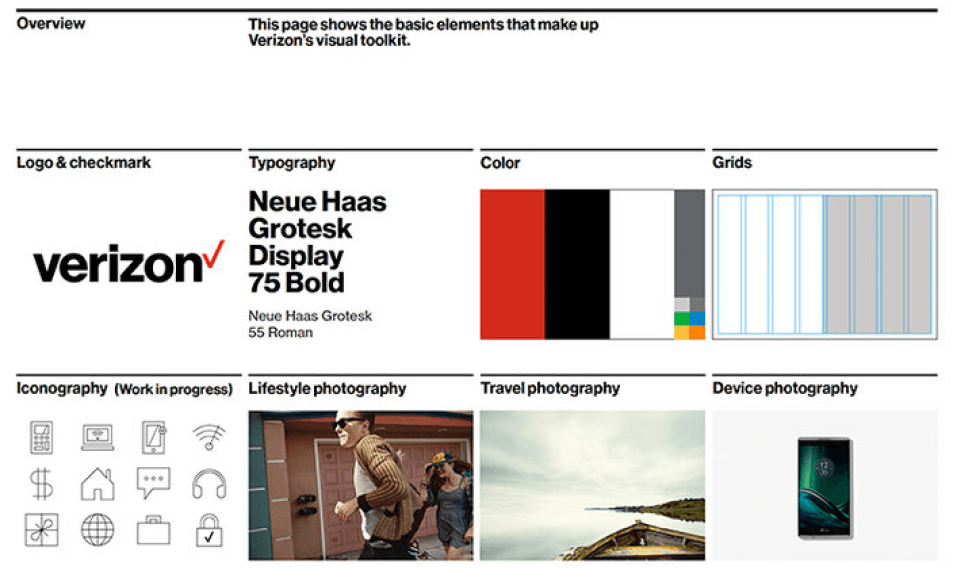 Overview
This page shows the basic elements that make up
Verizon's visual toolkit.
Logo & checkmark
Typography
Color
Grids
verizon
Neue Haas
Grotesk
Display
75 Bold
Neue Haas Grotesk
55 Roman
Iconography (Work in progress)
Lifestyle photography
Travel photography
Device photography
12